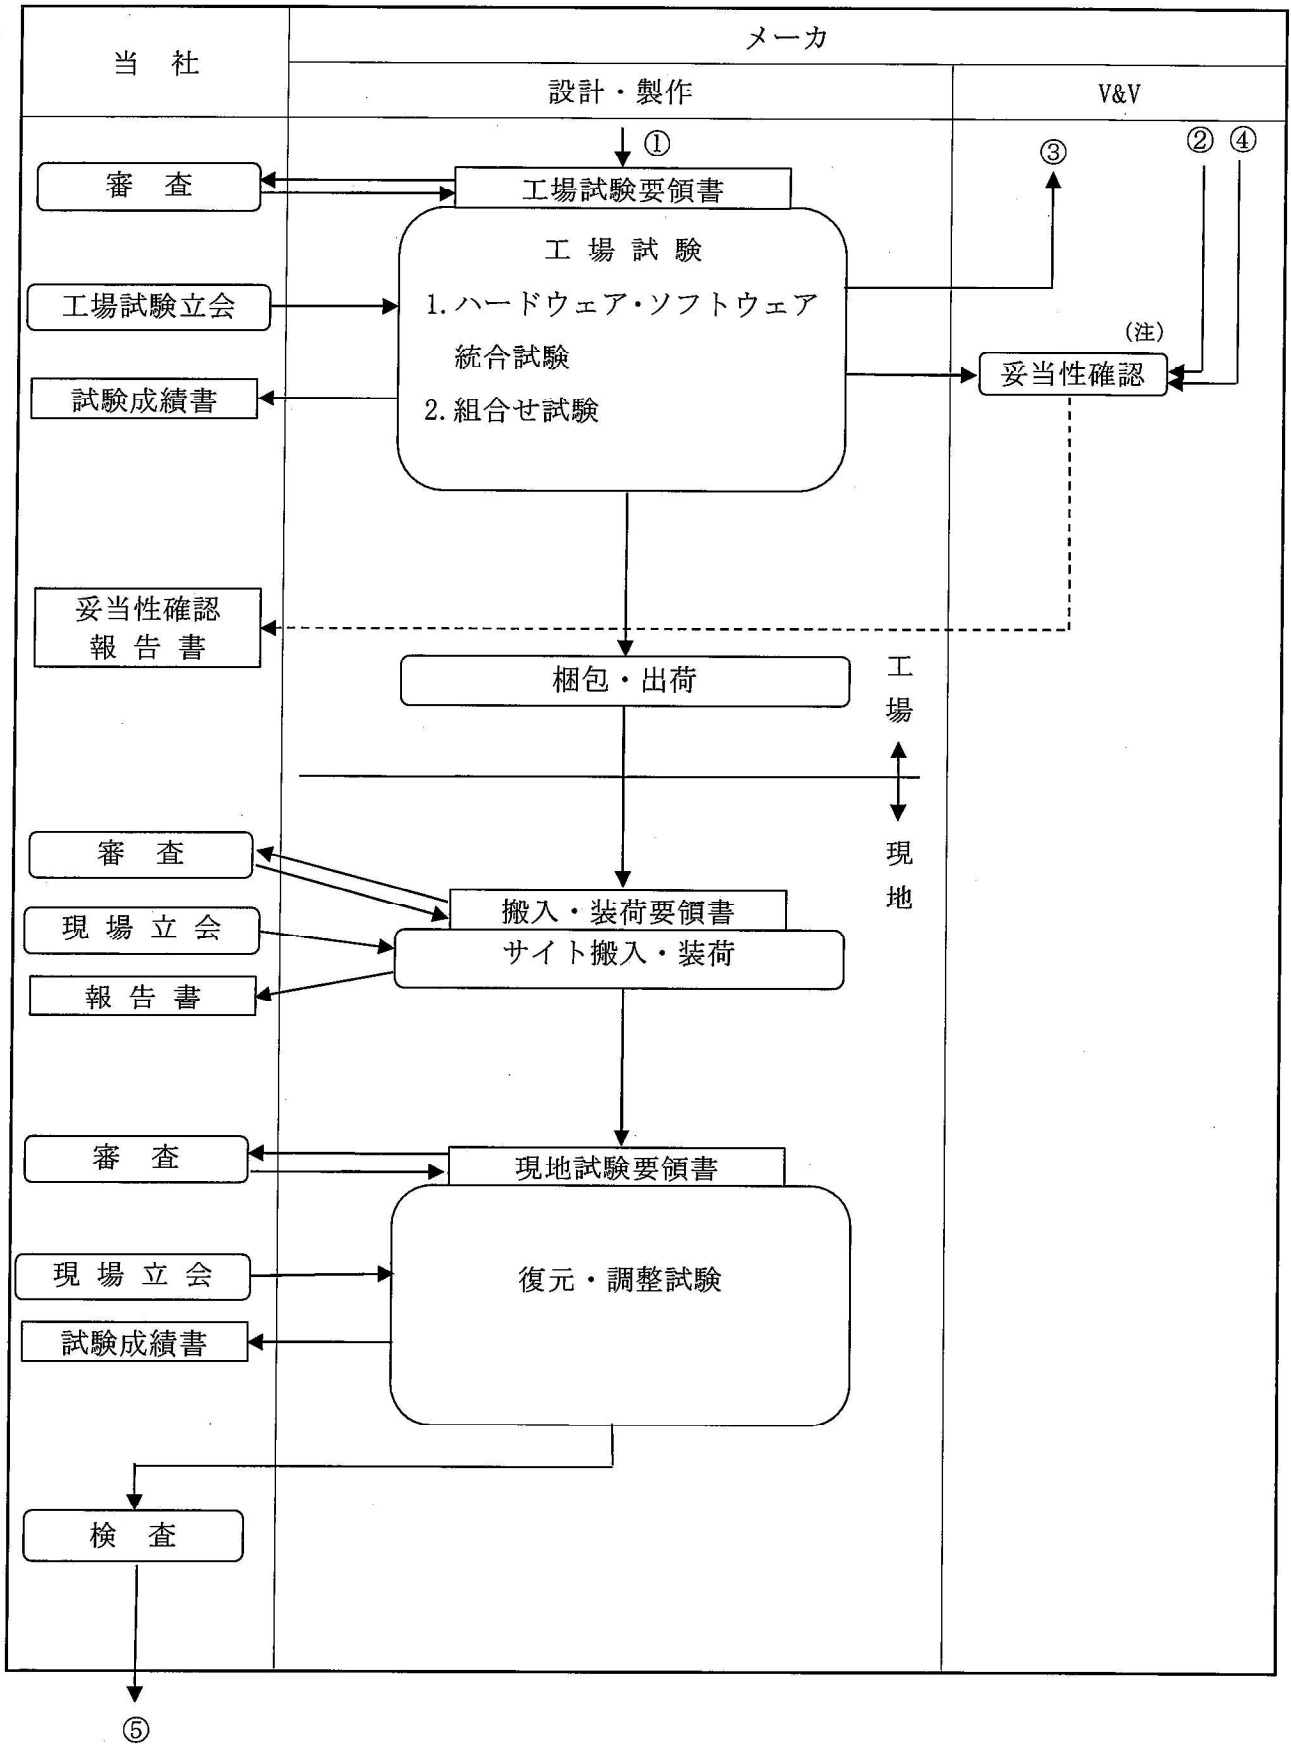 当 社
メーカ
設計・製作
V&V
①
③
②
④
審 査
工場試験要領書
工 場 試 験
工場試験立会
1.ハードウェア・ソフトウェア
統合試験
2.組合せ試験
(注)
妥当性確認
試験成績書
妥当性確認
報 告 書
梱包・出荷
工
場
現
地
審 査
搬入・装荷要領書
現 場 立 会
サイト搬入・装荷
報 告 書
審 査
現地試験要領書
現 場 立 会
復元・調整試験
試験成績書
検 査
⑤